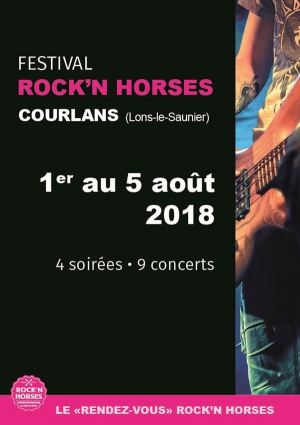 FESTIVAL
ROCK'N HORSES
COURLANS (Lons-le-Saunier)
1er au 5 août
2018
4 soirées • 9 concerts
ROCK'N
HORSES
LE «RENDEZ-VOUS» ROCK'N HORSES